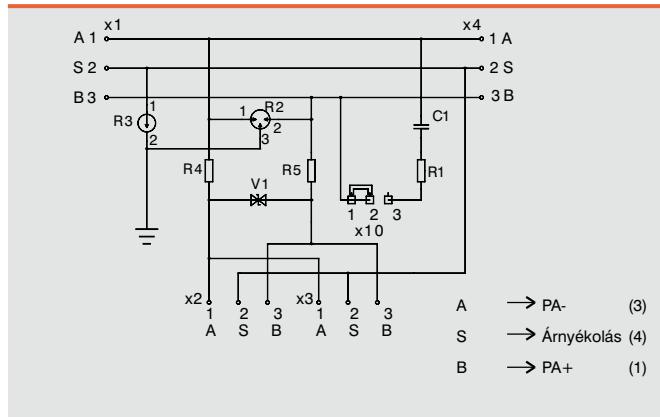 x1 x4
A 1 1 A
S 2 2 S
B 3 3 B
1 1 R2 C1
R3 2
2 3
R4 R5 R1
V1
1 2 3
x10
x2 x3
1 2 3 1 2 3
A S B A S B
A → PA- (3)
S → Árnyékolás (4)
B → PA+ (1)